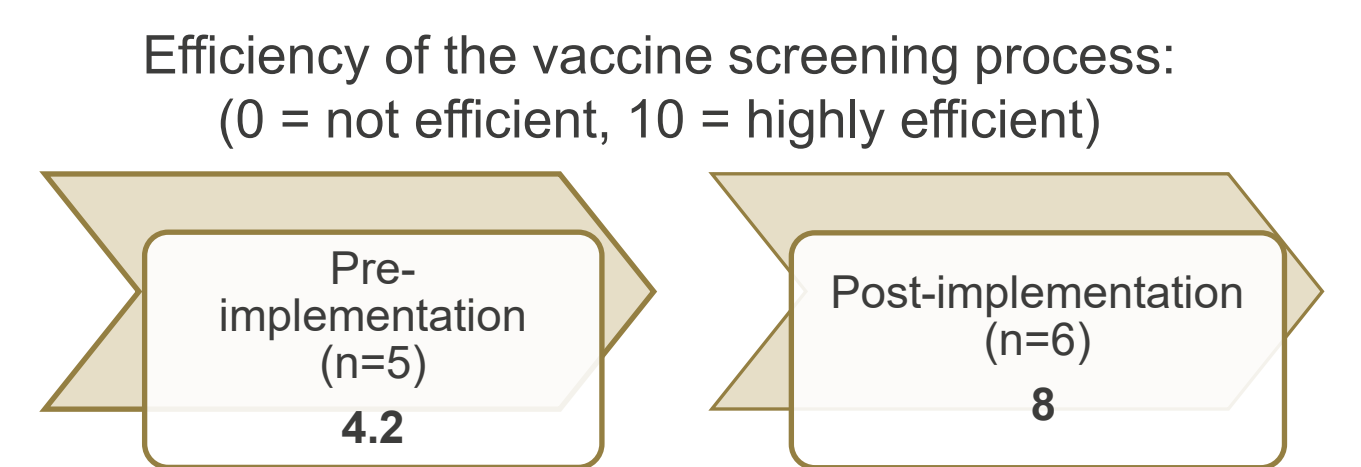 Efficiency of the vaccine screening process:
(0 = not efficient, 10 = highly efficient)
Pre-
implementation
(n=5)
4.2
Post-implementation
(n=6)
8